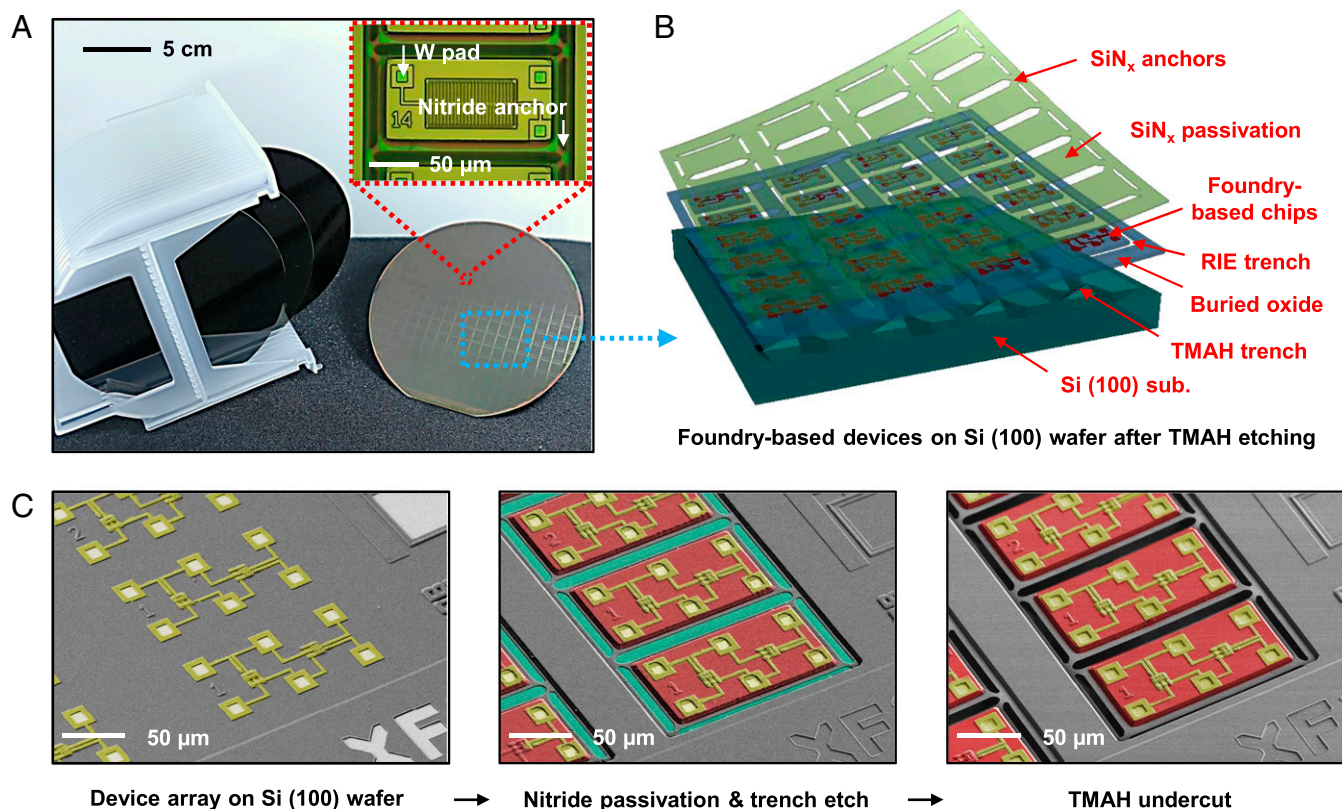 A
5 cm
W pad
Nitride anchor
14
50 μm
B
SiNx anchors
SiNx passivation
Foundry-
based chips
RIE trench
Buried oxide
TMAH trench
Si (100) sub.
Foundry-based devices on Si (100) wafer after TMAH etching
C
2
1
1
XF
50 μm
2
1
1
XF
50 μm
2
1
1
XF
50 μm
Device array on Si (100) wafer → Nitride passivation & trench etch → TMAH undercut